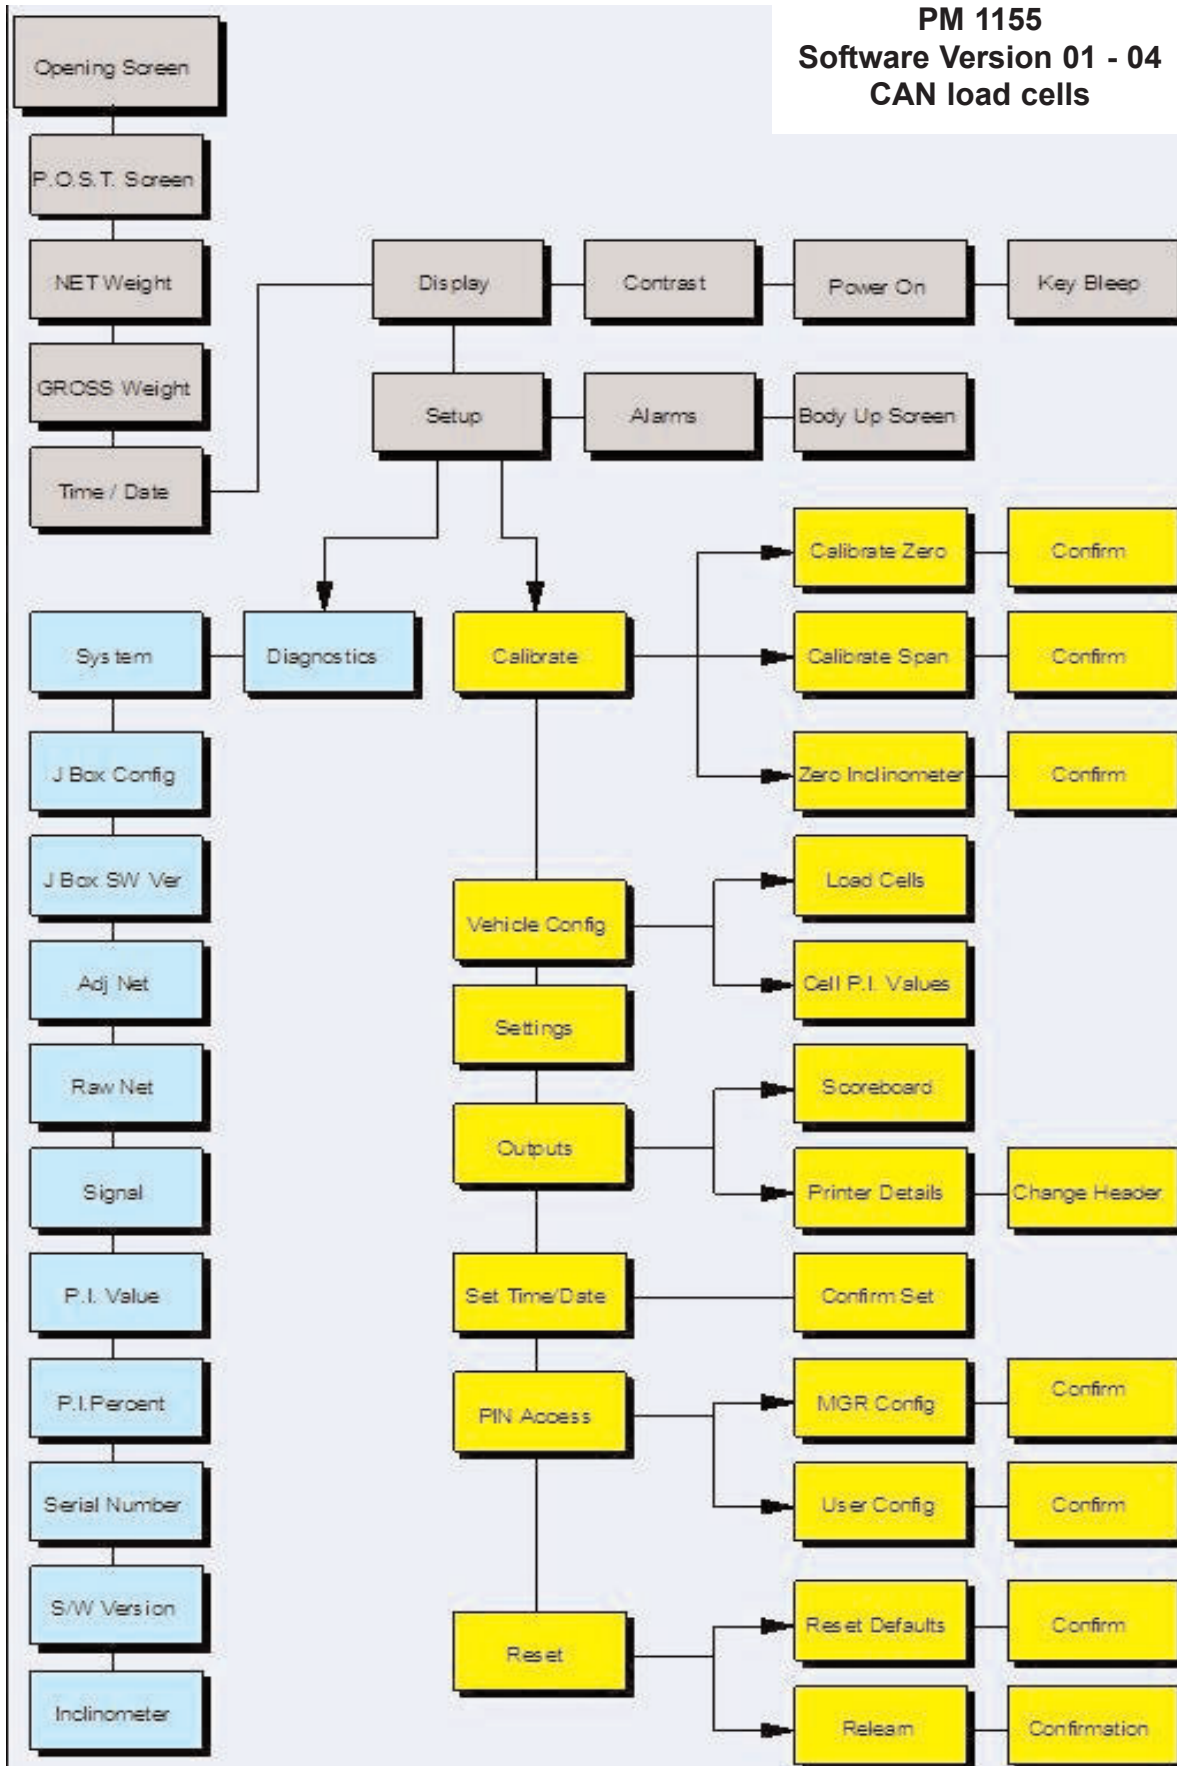 PM 1155
Software Version 01 - 04
CAN load cells
Opening Screen
P.O.S.T. Screen
NET Weight
Display
Contrast
Power On
Key Bleep
GROSS Weight
Setup
Alarms
Body Up Screen
Time / Date
Calibrate Zero
Confirm
System
Diagnostics
Calibrate
Calibrate Span
Confirm
J Box Config
Zero Inclinometer
Confirm
J Box SW Ver
Load Cells
Vehicle Config
Adj Net
Cell P.I. Values
Settings
Raw Net
Scoreboard
Outputs
Signal
Printer Details
Change Header
P.I. Value
Set Time/Date
Confirm Set
P.I.Percent
PIN Access
MGR Config
Confirm
Serial Number
User Config
Confirm
S/W Version
Reset Defaults
Confirm
Reset
Inclinometer
Relearn
Confirmation